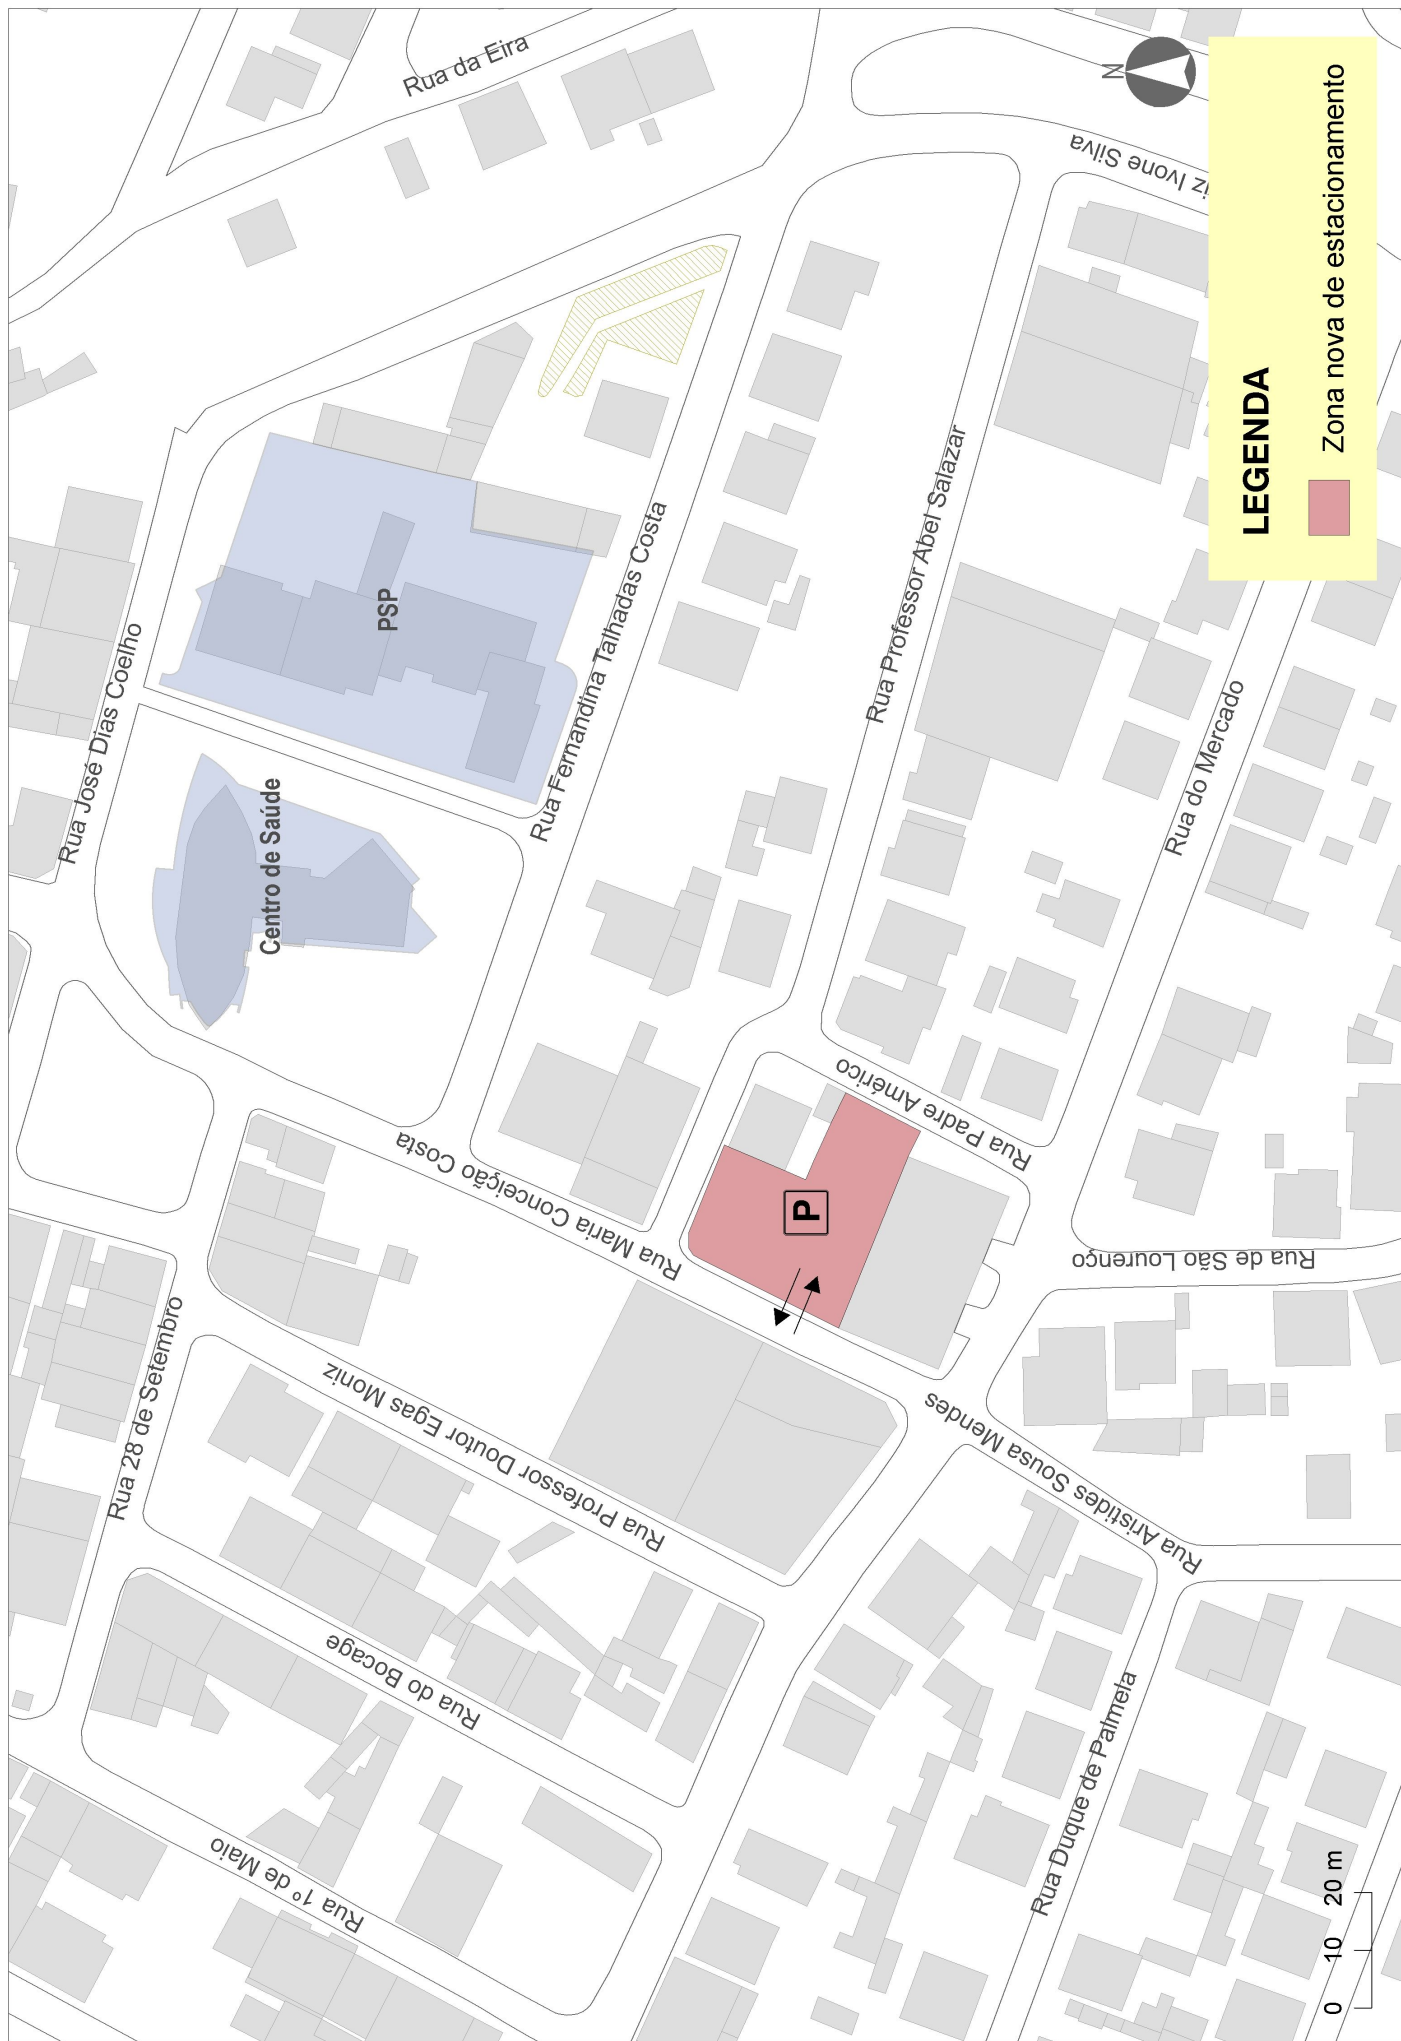 Rua da Eira
iz Ivone Silva
Rua José Dias Coelho
PSP
Centro de Saúde
Rua Fernandina Talhadas Costa
Rua Professor Abel Salazar
Rua do Mercado
Rua Padre Américo
Rua Maria Conceição Costa
P
Rua de São Lourenço
Rua 28 de Setembro
Rua Professor Doutor Egas Moniz
Rua Aristides Sousa Mendes
Rua do Bocage
Rua Duque de Palmela
Rua 1º de Maio
N
LEGENDA
Zona nova de estacionamento
0 10 20 m